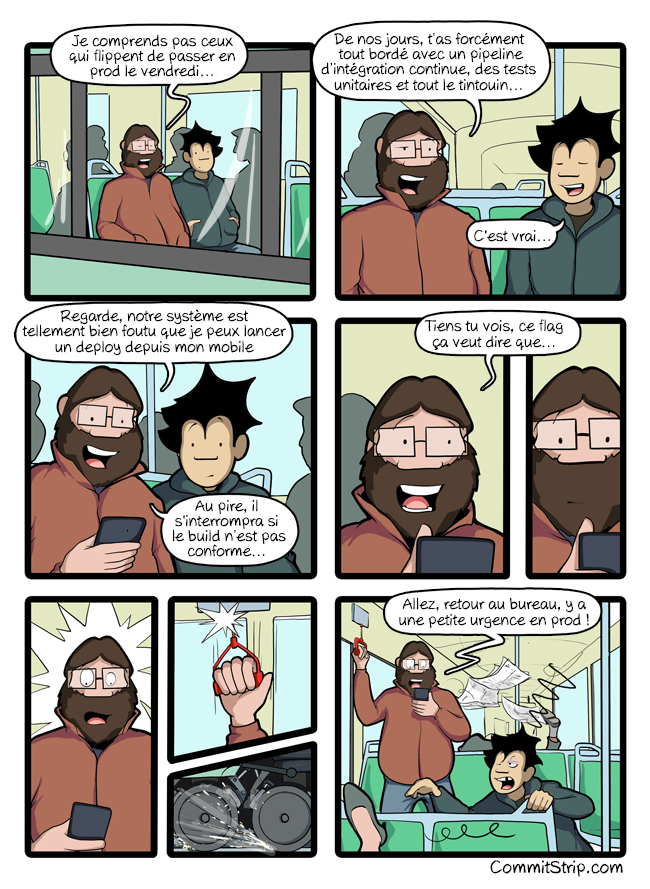 Je comprends pas ceux
qui flippent de passer en
prod le vendredi...
De nos jours, t'as forcément
tout bordé avec un pipeline
d'intégration continue, des tests
unitaires et tout le tintouin...
C'est vrai...
Regarde, notre système est
tellement bien foutu que je peux lancer
un deploy depuis mon mobile
Au pire, il
s'interrompra si
le build n'est pas
conforme...
Tiens tu vois, ce flag
ça veut dire que...
Allez, retour au bureau, y a
une petite urgence en prod !
CommitStrip.com